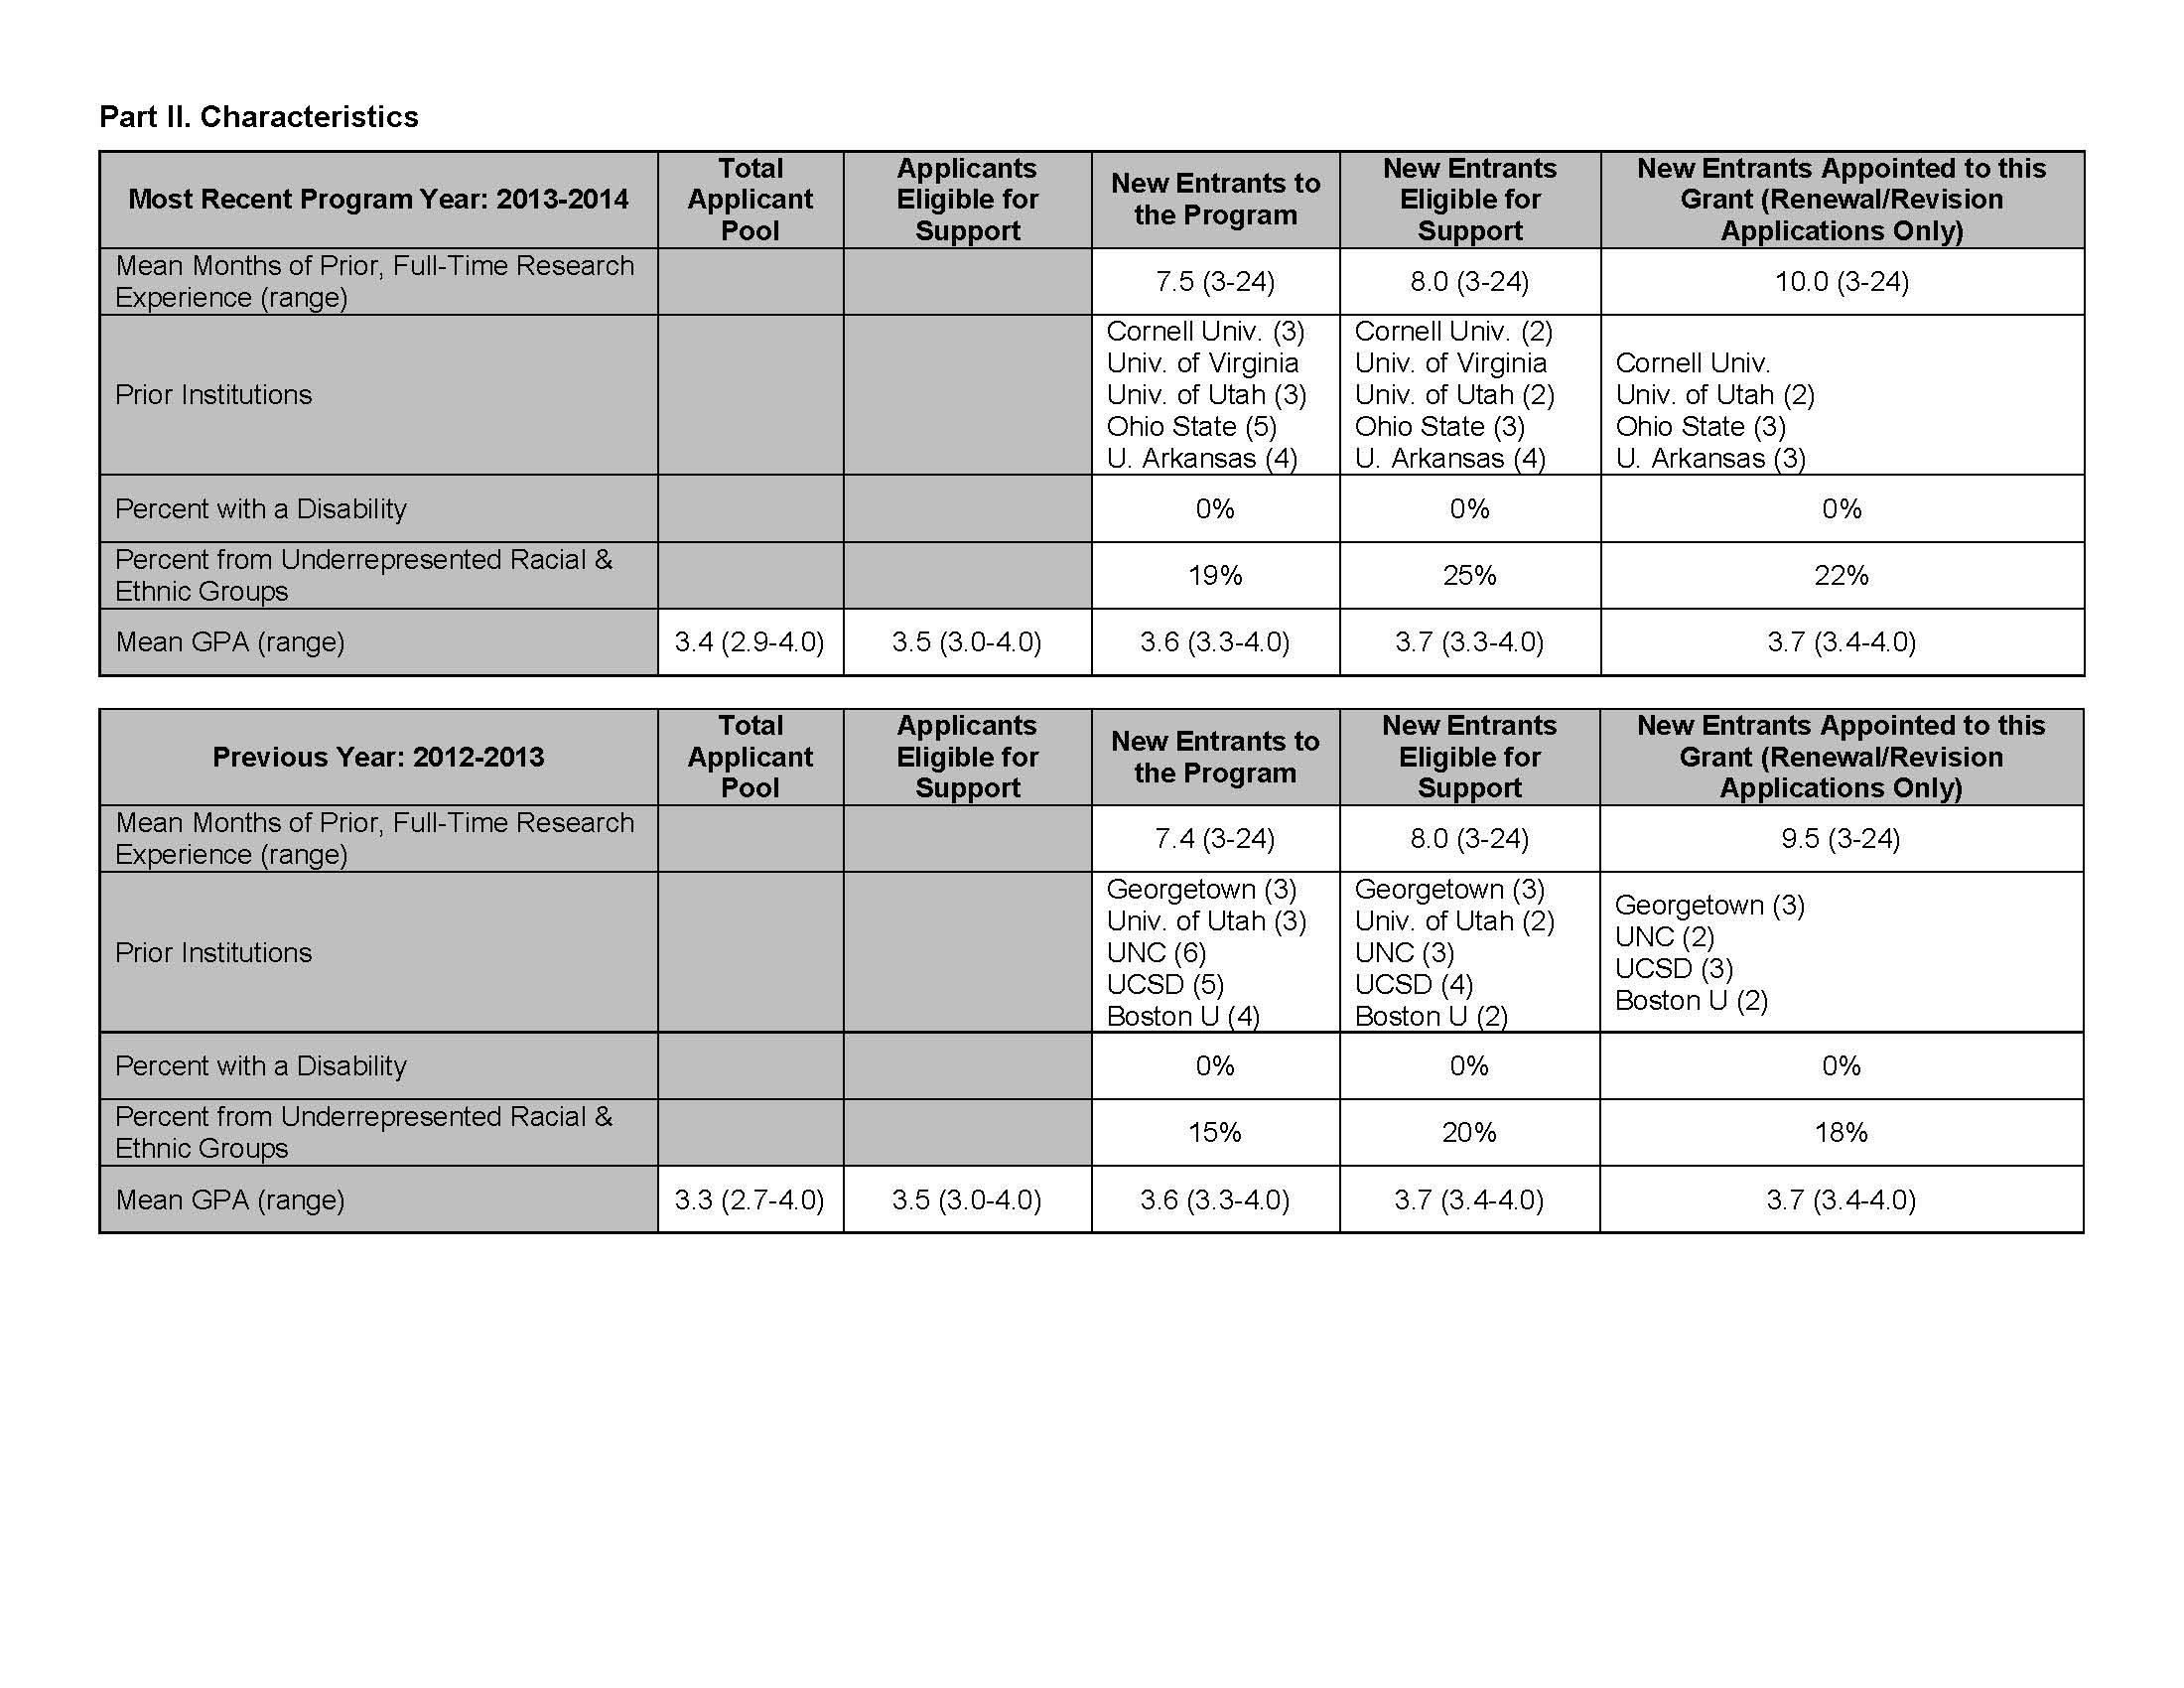 Part II. Characteristics
Most Recent Program Year: 2013-2014
Total
Applicant
Pool
Applicants
Eligible for
Support
New Entrants to
the Program
New Entrants
Eligible for
Support
New Entrants Appointed to this
Grant (Renewal/Revision
Applications Only)
Mean Months of Prior, Full-Time Research
Experience (range)
7.5 (3-24)
8.0 (3-24)
10.0 (3-24)
Prior Institutions
Cornell Univ. (3)
Univ. of Virginia
Univ. of Utah (3)
Ohio State (5)
U. Arkansas (4)
Cornell Univ. (2)
Univ. of Virginia
Univ. of Utah (2)
Ohio State (3)
U. Arkansas (4)
Cornell Univ.
Univ. of Utah (2)
Ohio State (3)
U. Arkansas (3)
Percent with a Disability
0%
0%
0%
Percent from Underrepresented Racial &
Ethnic Groups
19%
25%
22%
Mean GPA (range)
3.4 (2.9-4.0)
3.5 (3.0-4.0)
3.6 (3.3-4.0)
3.7 (3.3-4.0)
3.7 (3.4-4.0)
Previous Year: 2012-2013
Total
Applicant
Pool
Applicants
Eligible for
Support
New Entrants to
the Program
New Entrants
Eligible for
Support
New Entrants Appointed to this
Grant (Renewal/Revision
Applications Only)
Mean Months of Prior, Full-Time Research
Experience (range)
7.4 (3-24)
8.0 (3-24)
9.5 (3-24)
Prior Institutions
Georgetown (3)
Univ. of Utah (3)
UNC (6)
UCSD (5)
Boston U (4)
Georgetown (3)
Univ. of Utah (2)
UNC (3)
UCSD (4)
Boston U (2)
Georgetown (3)
UNC (2)
UCSD (3)
Boston U (2)
Percent with a Disability
0%
0%
0%
Percent from Underrepresented Racial &
Ethnic Groups
15%
20%
18%
Mean GPA (range)
3.3 (2.7-4.0)
3.5 (3.0-4.0)
3.6 (3.3-4.0)
3.7 (3.4-4.0)
3.7 (3.4-4.0)